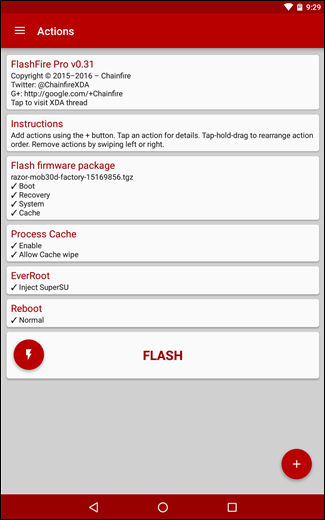 9:29
Actions
FlashFire Pro v0.31
Copyright © 2015–2016 – Chainfire
Twitter: @ChainfireXDA
G+: http://google.com/+Chainfire
Tap to visit XDA thread
Instructions
Add actions using the + button. Tap an action for details. Tap-hold-drag to rearrange action
order. Remove actions by swiping left or right.
Flash firmware package
razor-mob30d-factory-15169856.tgz
✓ Boot
✓ Recovery
✓ System
✓ Cache
Process Cache
✓ Enable
✓ Allow Cache wipe
EverRoot
✓ Inject SuperSU
Reboot
✓ Normal
FLASH
+